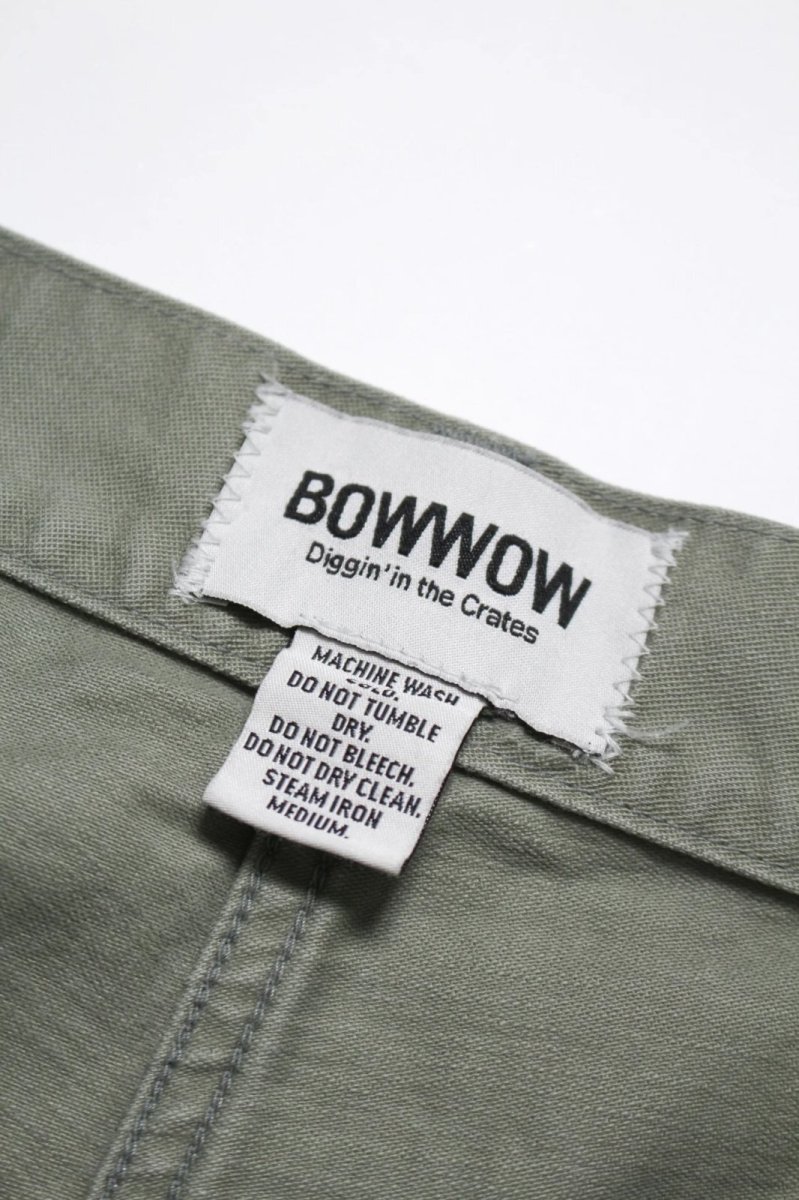 BOWWOW
Diggin' in the Crates
MACHINE WASH
COLD.
DO NOT TUMBLE
DRY.
DO NOT BLEECH.
DO NOT DRY CLEAN.
STEAM IRON
MEDIUM.